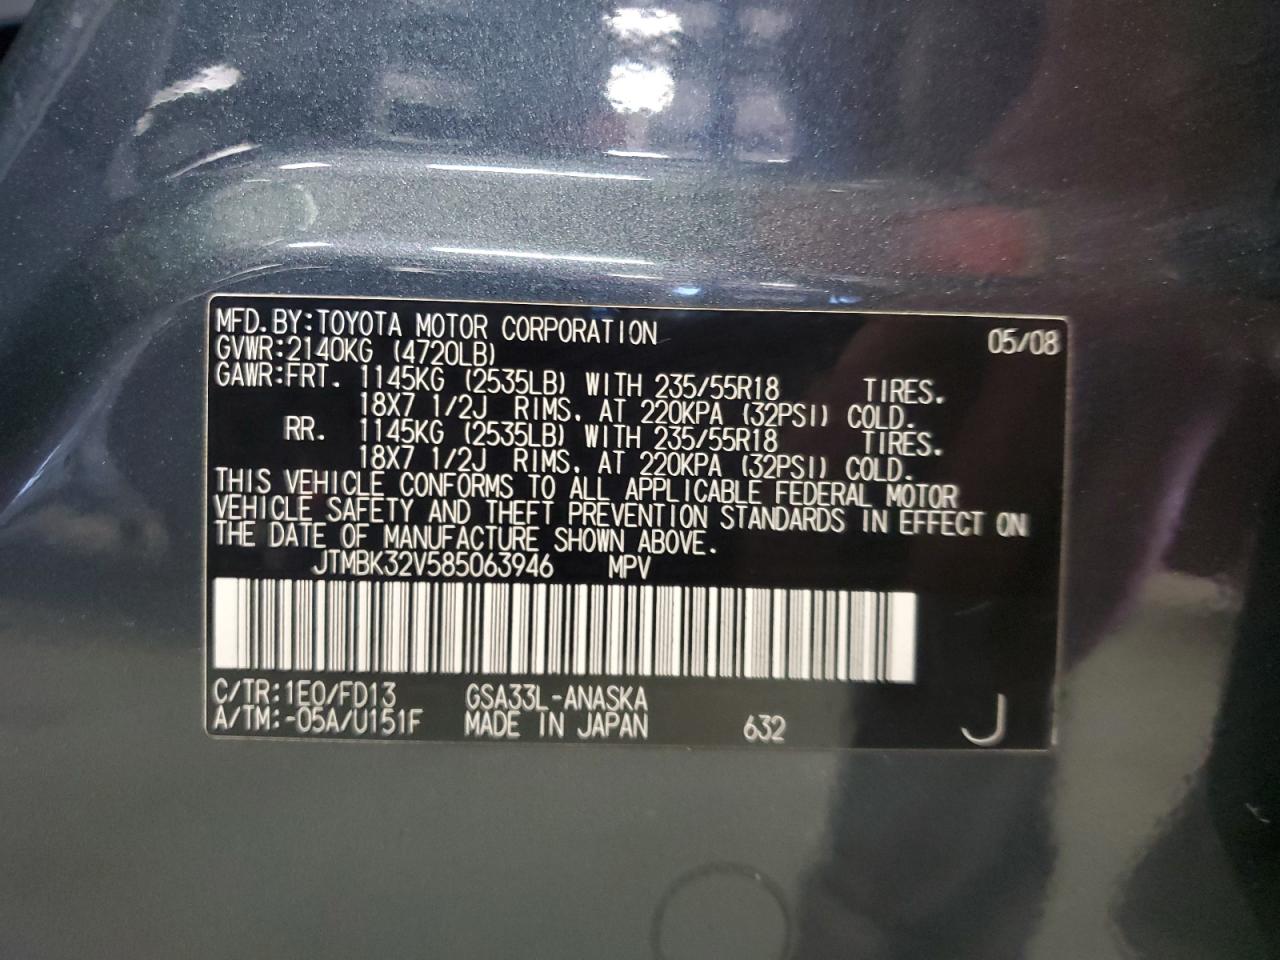 MFD.BY:TOYOTA MOTOR CORPORATION 05/08
GVWR:2140KG (4720LB)
GAWR:FRT. 1145KG (2535LB) WITH 235/55R18 TIRES.
18X7 1/2J RIMS, AT 220KPA (32PSI) COLD.
RR. 1145KG (2535LB) WITH 235/55R18 TIRES.
18X7 1/2J RIMS, AT 220KPA (32PSI) COLD.
THIS VEHICLE CONFORMS TO ALL APPLICABLE FEDERAL MOTOR
VEHICLE SAFETY AND THEFT PREVENTION STANDARDS IN EFFECT ON
THE DATE OF MANUFACTURE SHOWN ABOVE.
JTMBK32V585063946 MPV
C/TR:1E0/FD13 GSA33L-ANASKA
A/TM:-05A/U151F MADE IN JAPAN 632 J